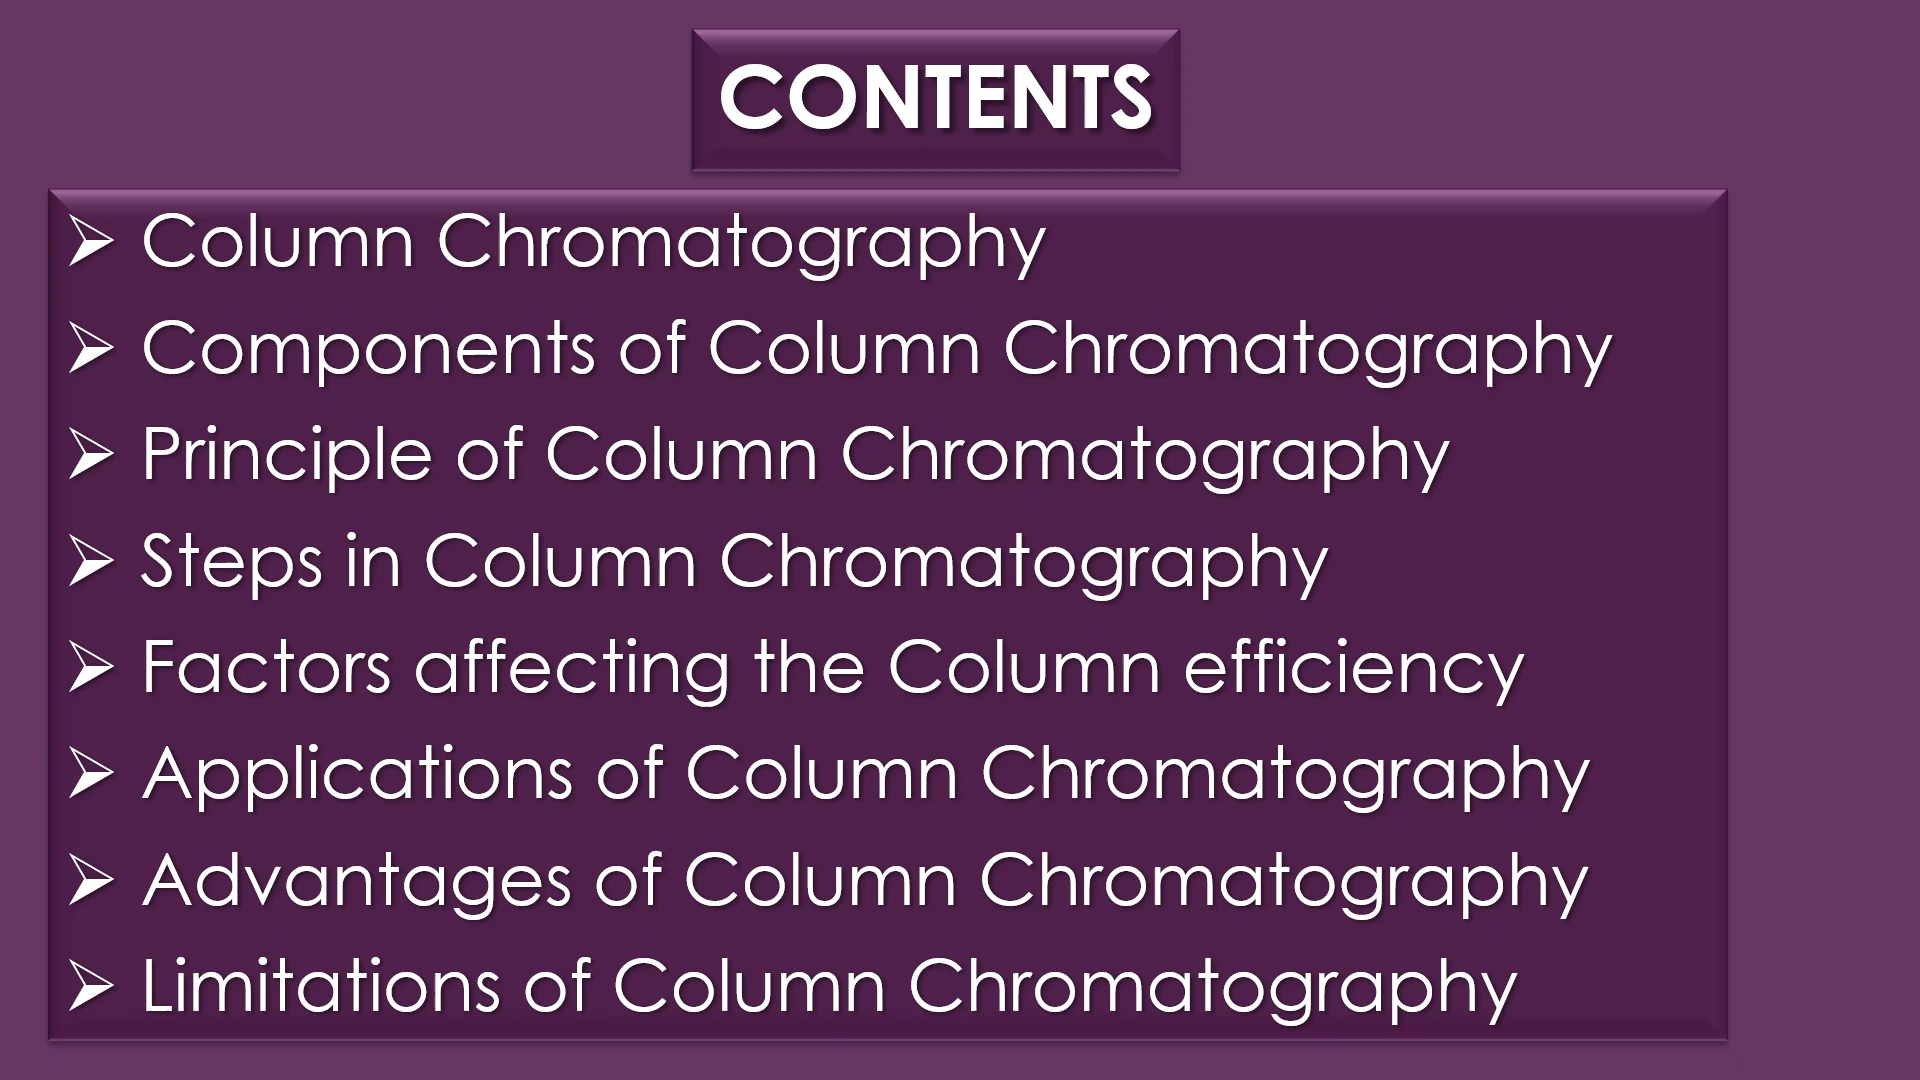 CONTENTS
➢ Column Chromatography
➢ Components of Column Chromatography
➢ Principle of Column Chromatography
➢ Steps in Column Chromatography
➢ Factors affecting the Column efficiency
➢ Applications of Column Chromatography
➢ Advantages of Column Chromatography
➢ Limitations of Column Chromatography